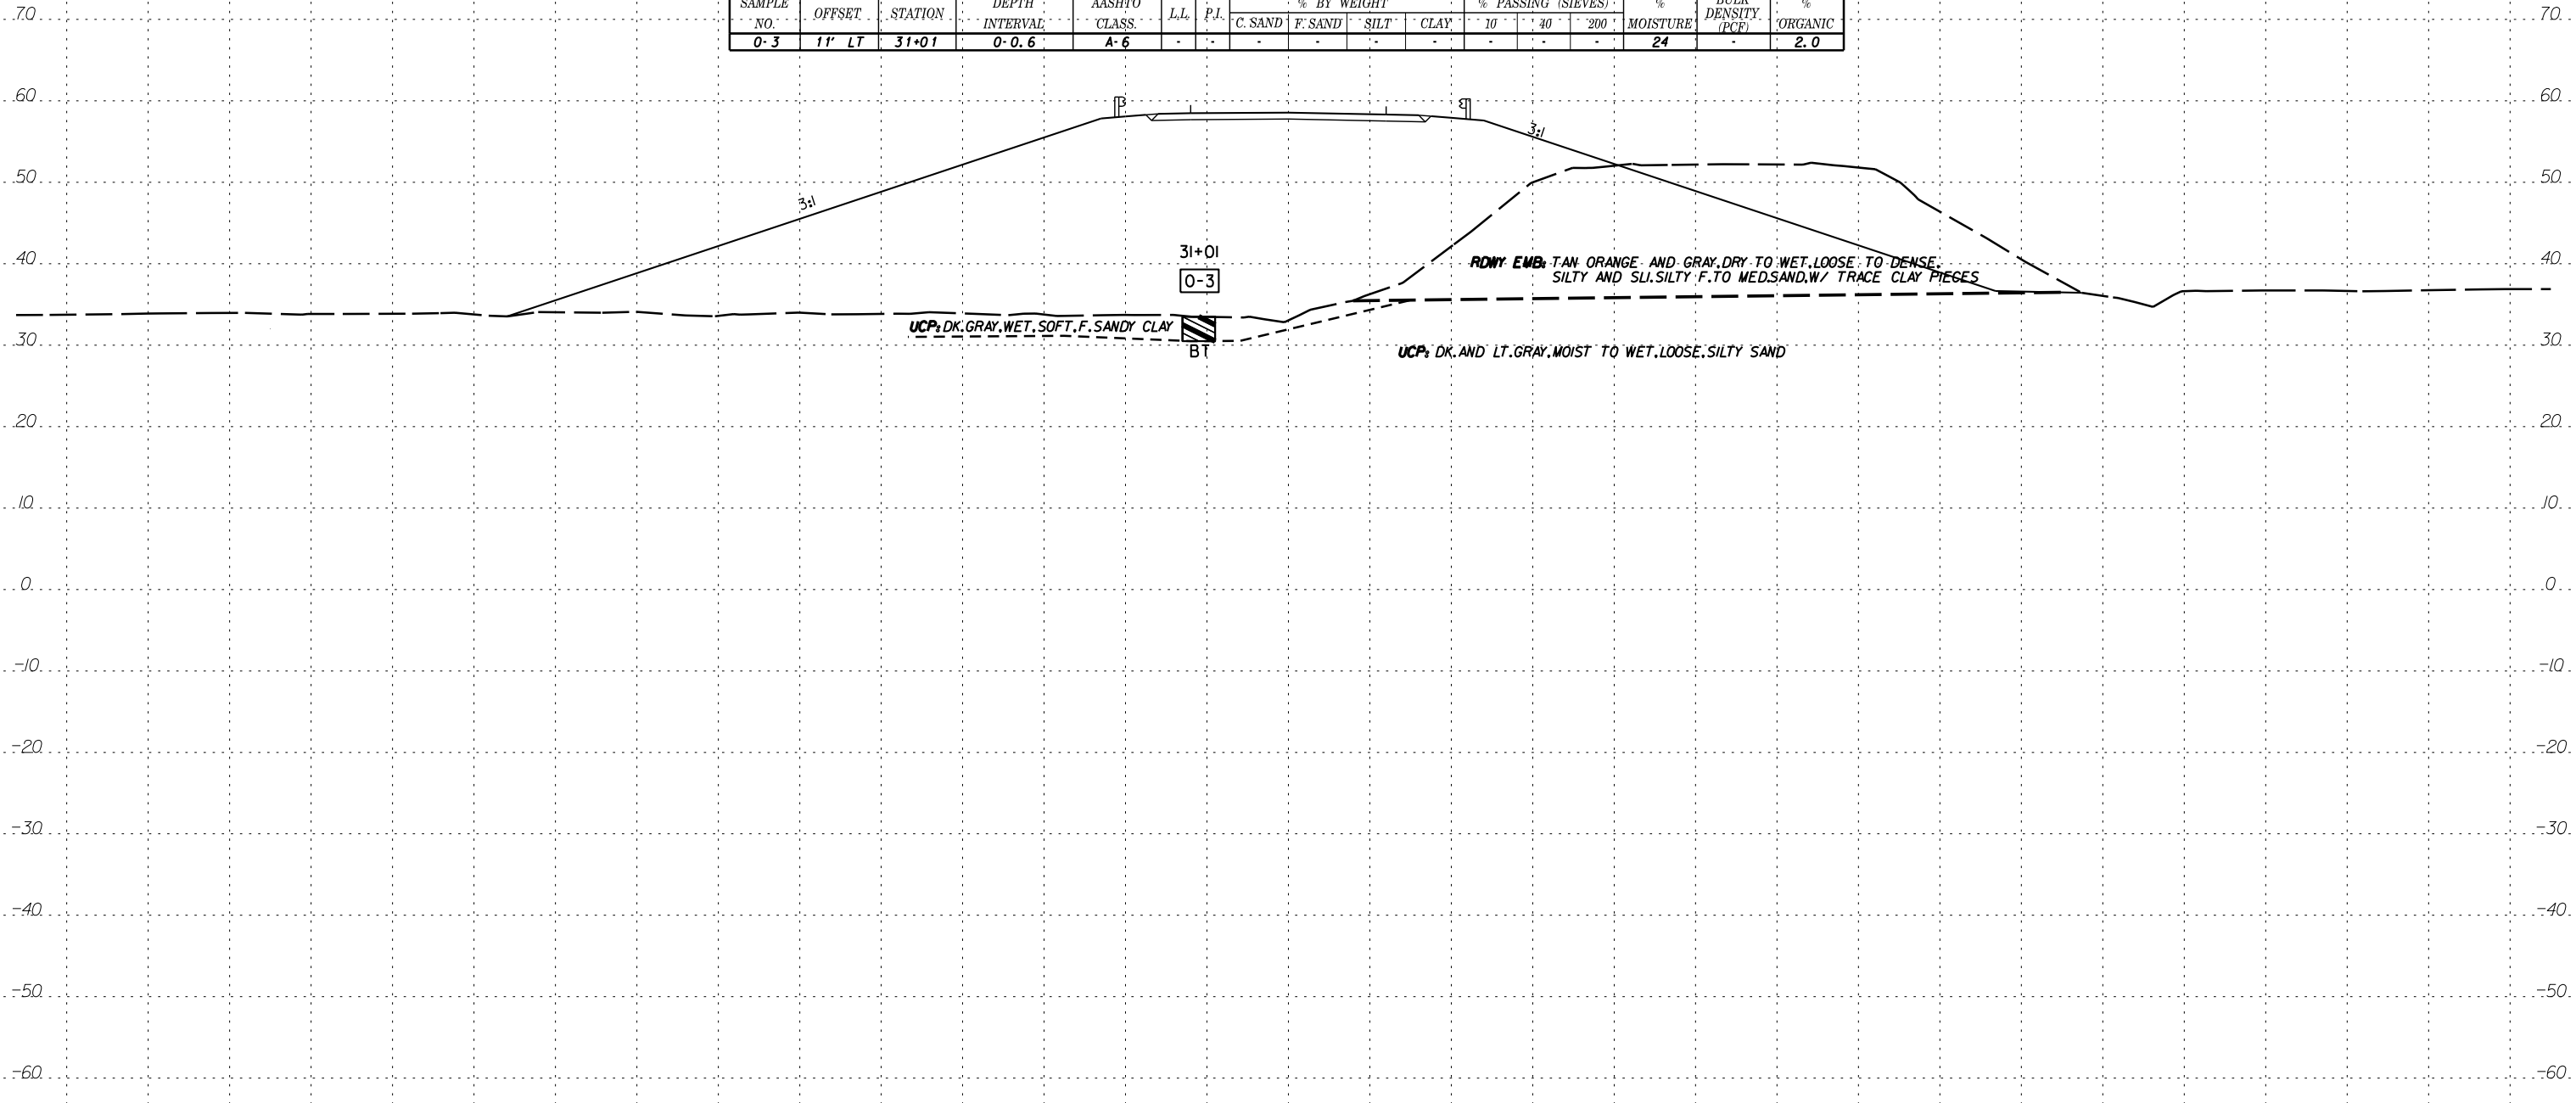 SAMPLE DEPTH AASHTO % BY WEIGHT % PASSING (SIEVES) % BULK %
NO. OFFSET STATION INTERVAL CLASS. L.L. P.I. C. SAND F. SAND SILT CLAY 10 40 200 MOISTURE DENSITY (PCF) ORGANIC
O-3 11' LT 31+01 0-0.6 A-6 - - - - - - - - - 24 - 2.0
70 70
60 60
3:1
50 50
3:1
31+01
40 40
RDWY EMB: TAN ORANGE AND GRAY, DRY TO WET, LOOSE TO DENSE,
SILTY AND SLI. SILTY F. TO MED. SAND, W/ TRACE CLAY PIECES
O-3
UCP: DK. GRAY, WET, SOFT, F. SANDY CLAY
30 30
BT
UCP: DK. AND LT. GRAY, MOIST TO WET, LOOSE, SILTY SAND
20 20
10 10
0 0
-10 -10
-20 -20
-30 -30
-40 -40
-50 -50
-60 -60